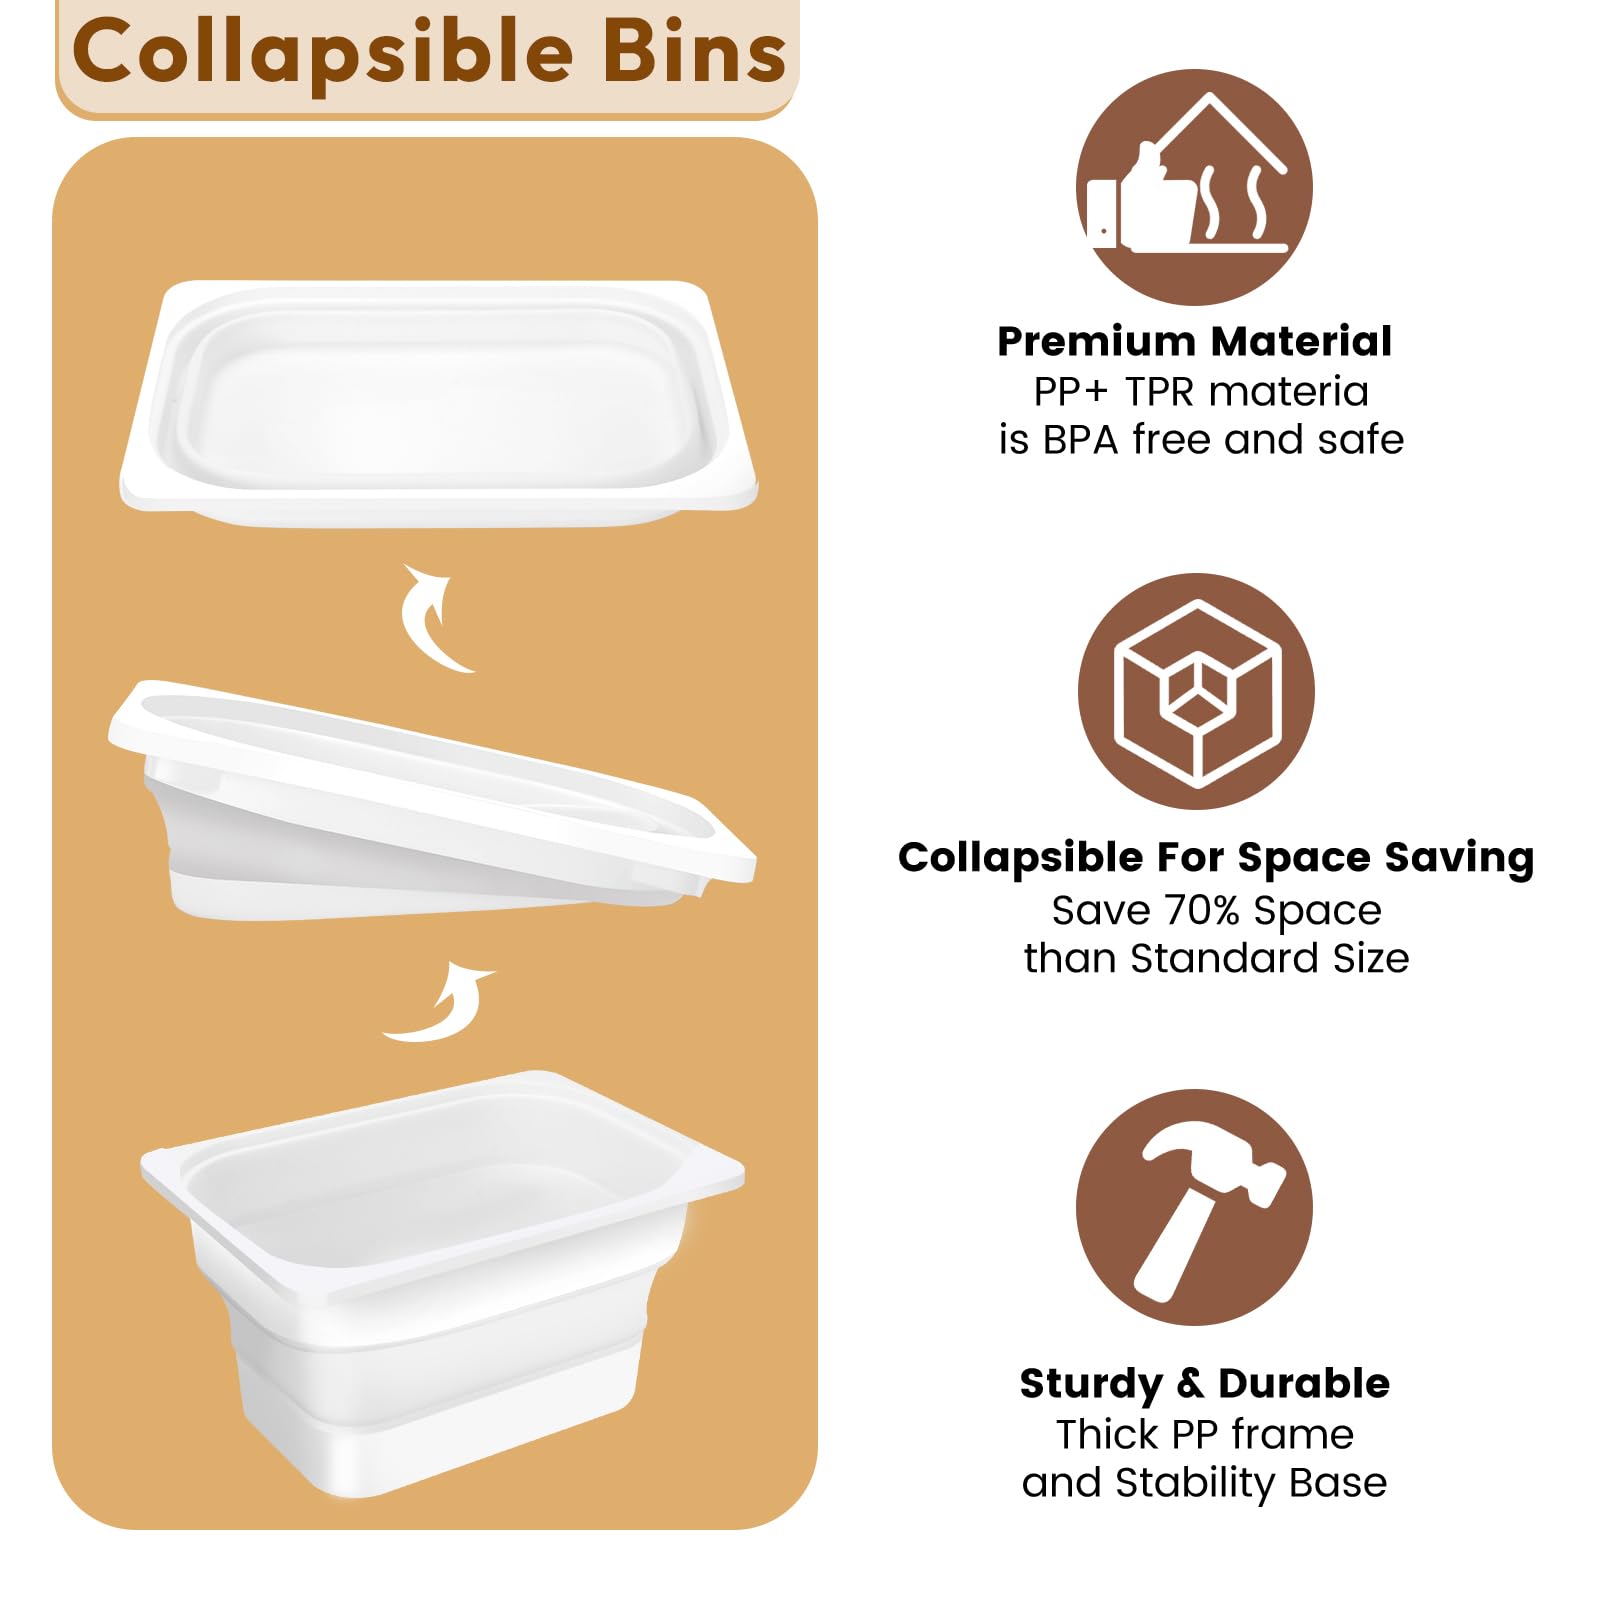 Collapsible Bins
Premium Material
PP+ TPR materia
is BPA free and safe
Collapsible For Space Saving
Save 70% Space
than Standard Size
Sturdy & Durable
Thick PP frame
and Stability Base